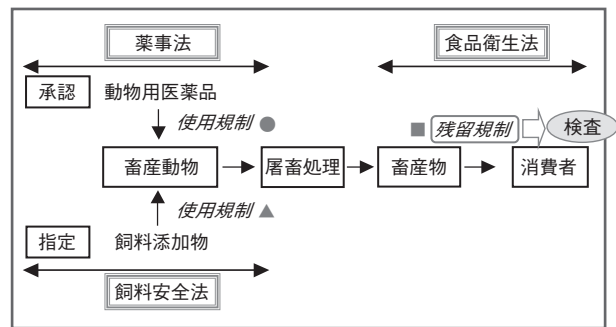 薬事法
食品衛生法
承認 動物用医薬品
使用規制 ●
■ 残留規制 検査
畜産動物 屠畜処理 畜産物 消費者
使用規制 ▲
指定 飼料添加物
飼料安全法